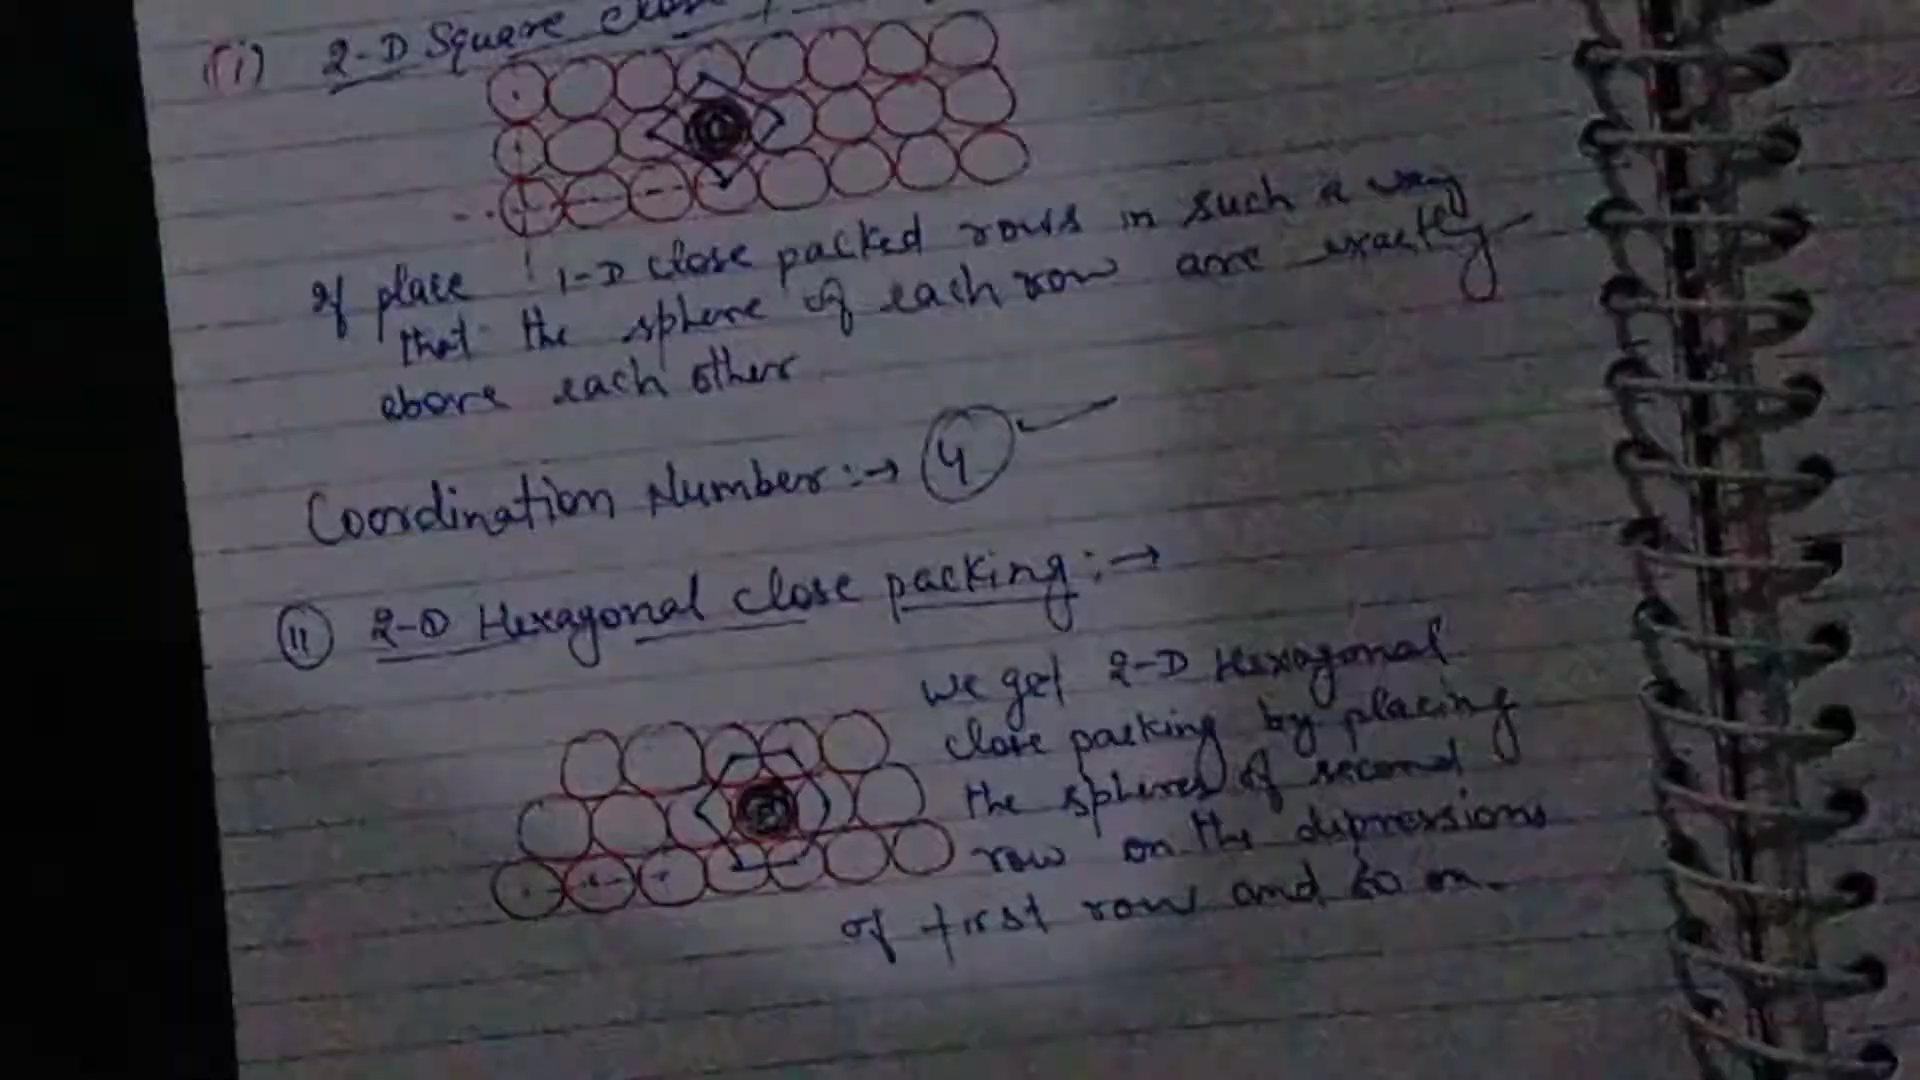 (i) 2-D Square close
If place 1-D close packed rows in such a way
that the sphere of each row are exactly
above each other
Coordination Number :→ 4
(ii) 2-D Hexagonal close packing :→
we get 2-D Hexagonal
close packing by placing
the spheres of second
row on the depressions
of first row and so on.